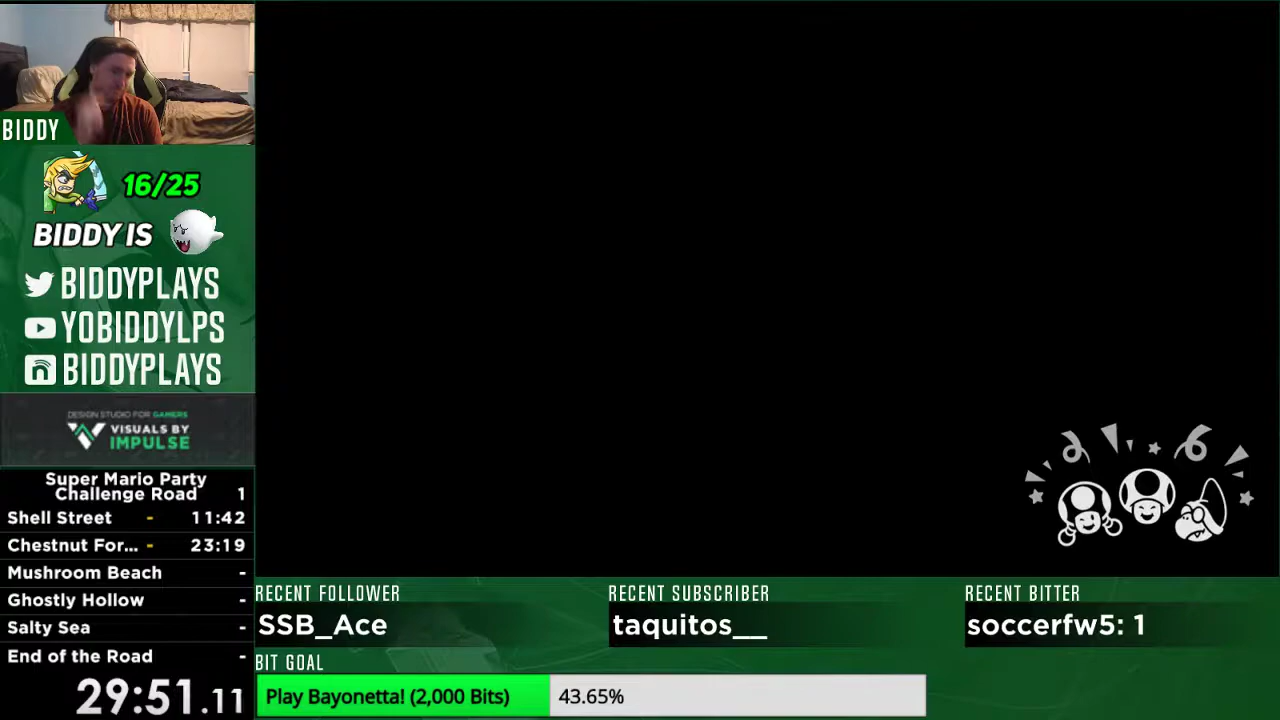 BIDDY
16/25
BIDDY IS
BIDDYPLAYS
YOBIDDYLPS
BIDDYPLAYS
DESIGN STUDIO FOR GAMERS
VISUALS BY
IMPULSE
Super Mario Party
Challenge Road 1
Shell Street - 11:42
Chestnut For... - 23:19
Mushroom Beach -
Ghostly Hollow -
Salty Sea -
End of the Road -
29:51.11
RECENT FOLLOWER
SSB_Ace
RECENT SUBSCRIBER
taquitos__
RECENT BITTER
soccerfw5: 1
BIT GOAL
Play Bayonetta! (2,000 Bits) 43.65%